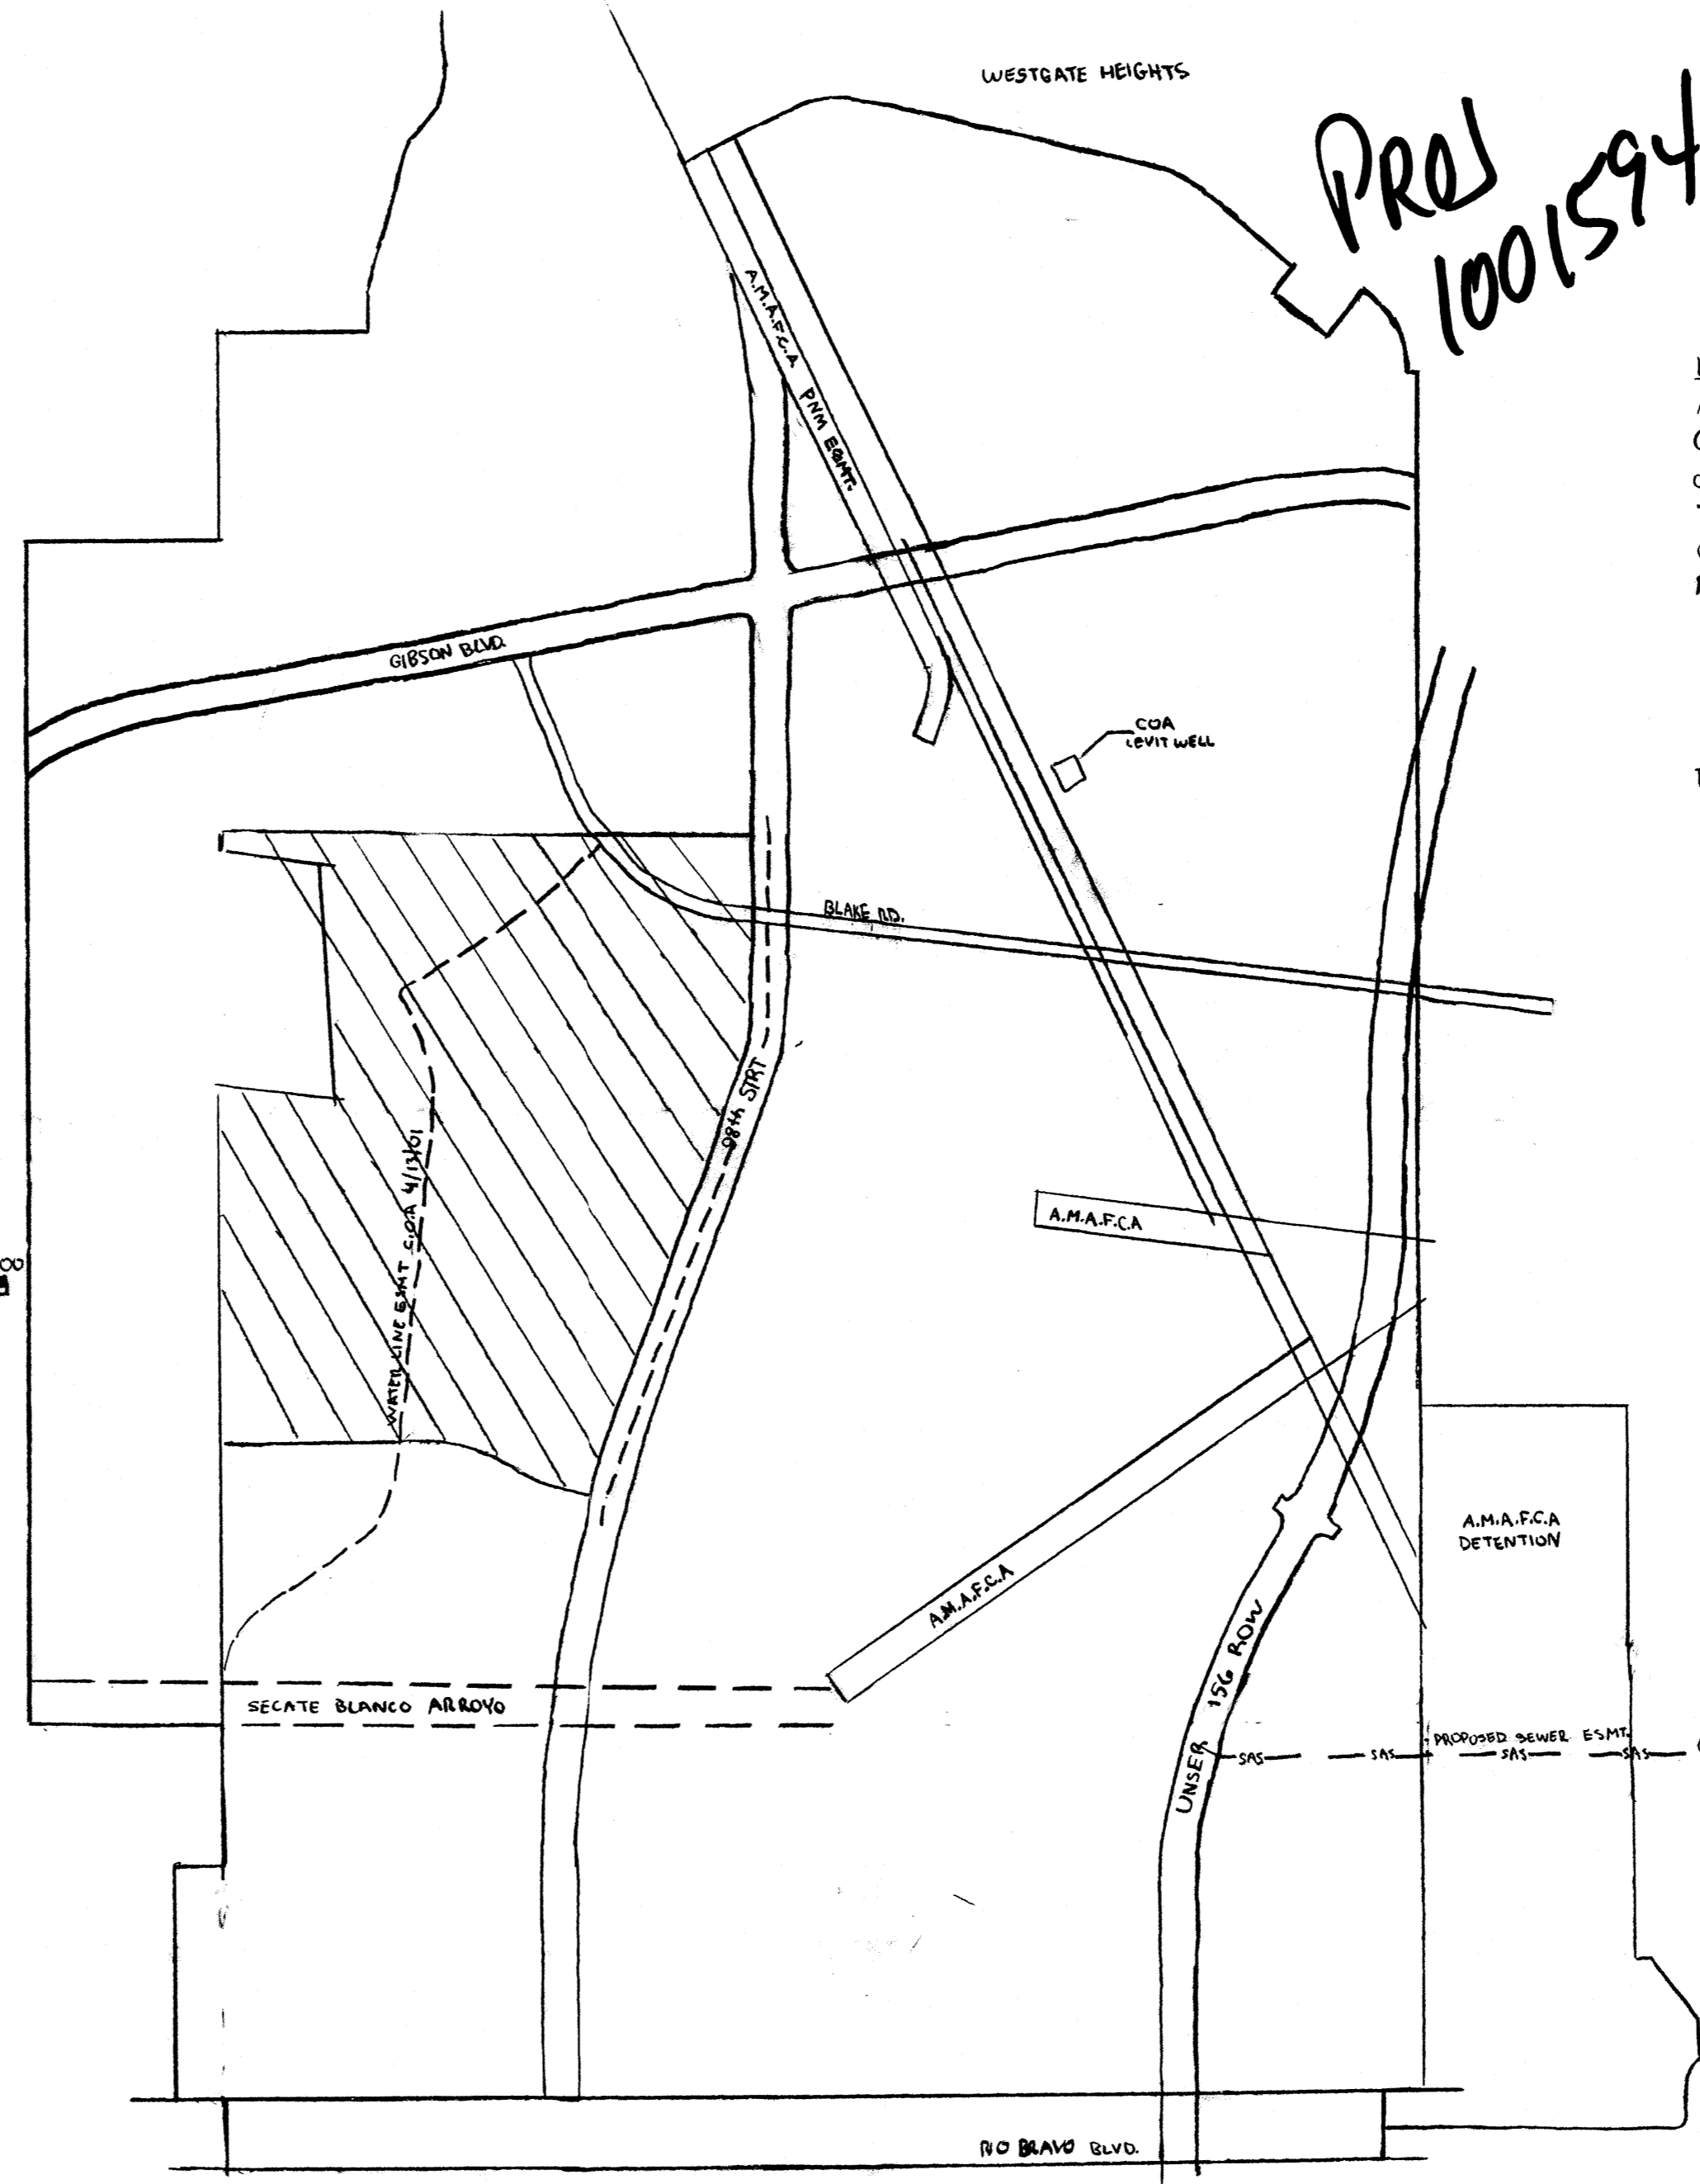 WESTGATE HEIGHTS
PROJ
1001594
A.M.A.F.C.A
PNM ESMT.
GIBSON BLVD.
COA
LEVIT WELL
BLAKE RD.
98th STRT
WATER LINE ESMT C.O.A 4/13/01
A.M.A.F.C.A
8
A.M.A.F.C.A
DETENTION
A.M.A.F.C.A
UNSER 156 ROW
SECATE BLANCO ARROYO
PROPOSED SEWER ESMT.
SAS SAS SAS SAS
RIO BRAVO BLVD.